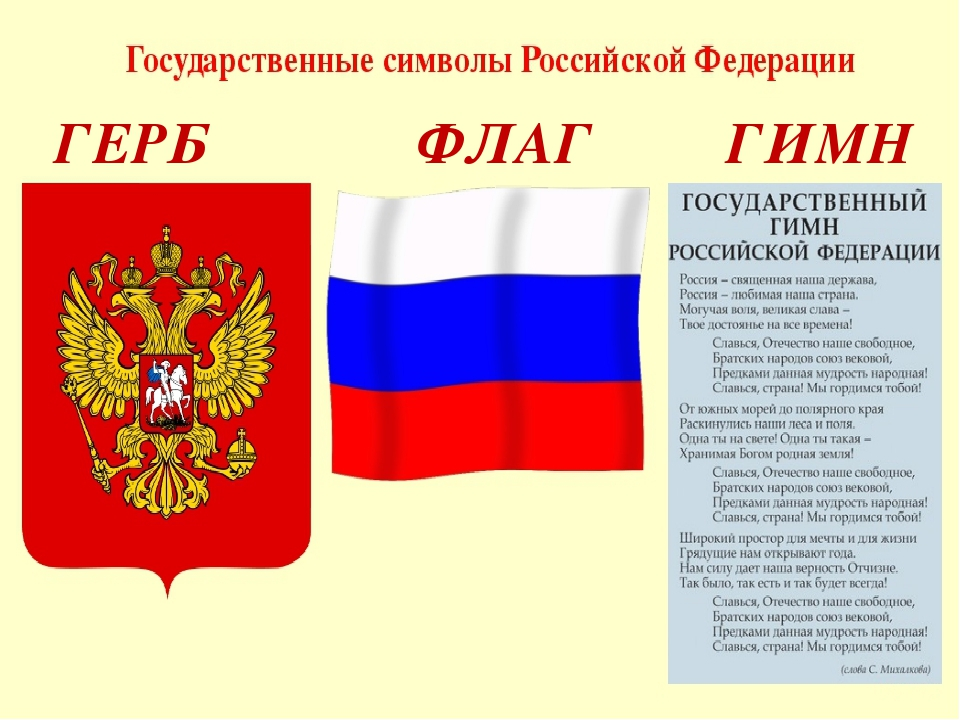 Государственные символы Российской Федерации
ГЕРБ
ФЛАГ
ГИМН
ГОСУДАРСТВЕННЫЙ
ГИМН
РОССИЙСКОЙ ФЕДЕРАЦИИ
Россия – священная наша держава,
Россия – любимая наша страна.
Могучая воля, великая слава –
Твое достоянье на все времена!
Славься, Отечество наше свободное,
Братских народов союз вековой,
Предками данная мудрость народная!
Славься, страна! Мы гордимся тобой!
От южных морей до полярного края
Раскинулись наши леса и поля.
Одна ты на свете! Одна ты такая –
Хранимая Богом родная земля!
Славься, Отечество наше свободное,
Братских народов союз вековой,
Предками данная мудрость народная!
Славься, страна! Мы гордимся тобой!
Широкий простор для мечты и для жизни
Грядущие нам открывают года.
Нам силу дает наша верность Отчизне.
Так было, так есть и так будет всегда!
Славься, Отечество наше свободное,
Братских народов союз вековой,
Предками данная мудрость народная!
Славься, страна! Мы гордимся тобой!
(слова С. Михалкова)